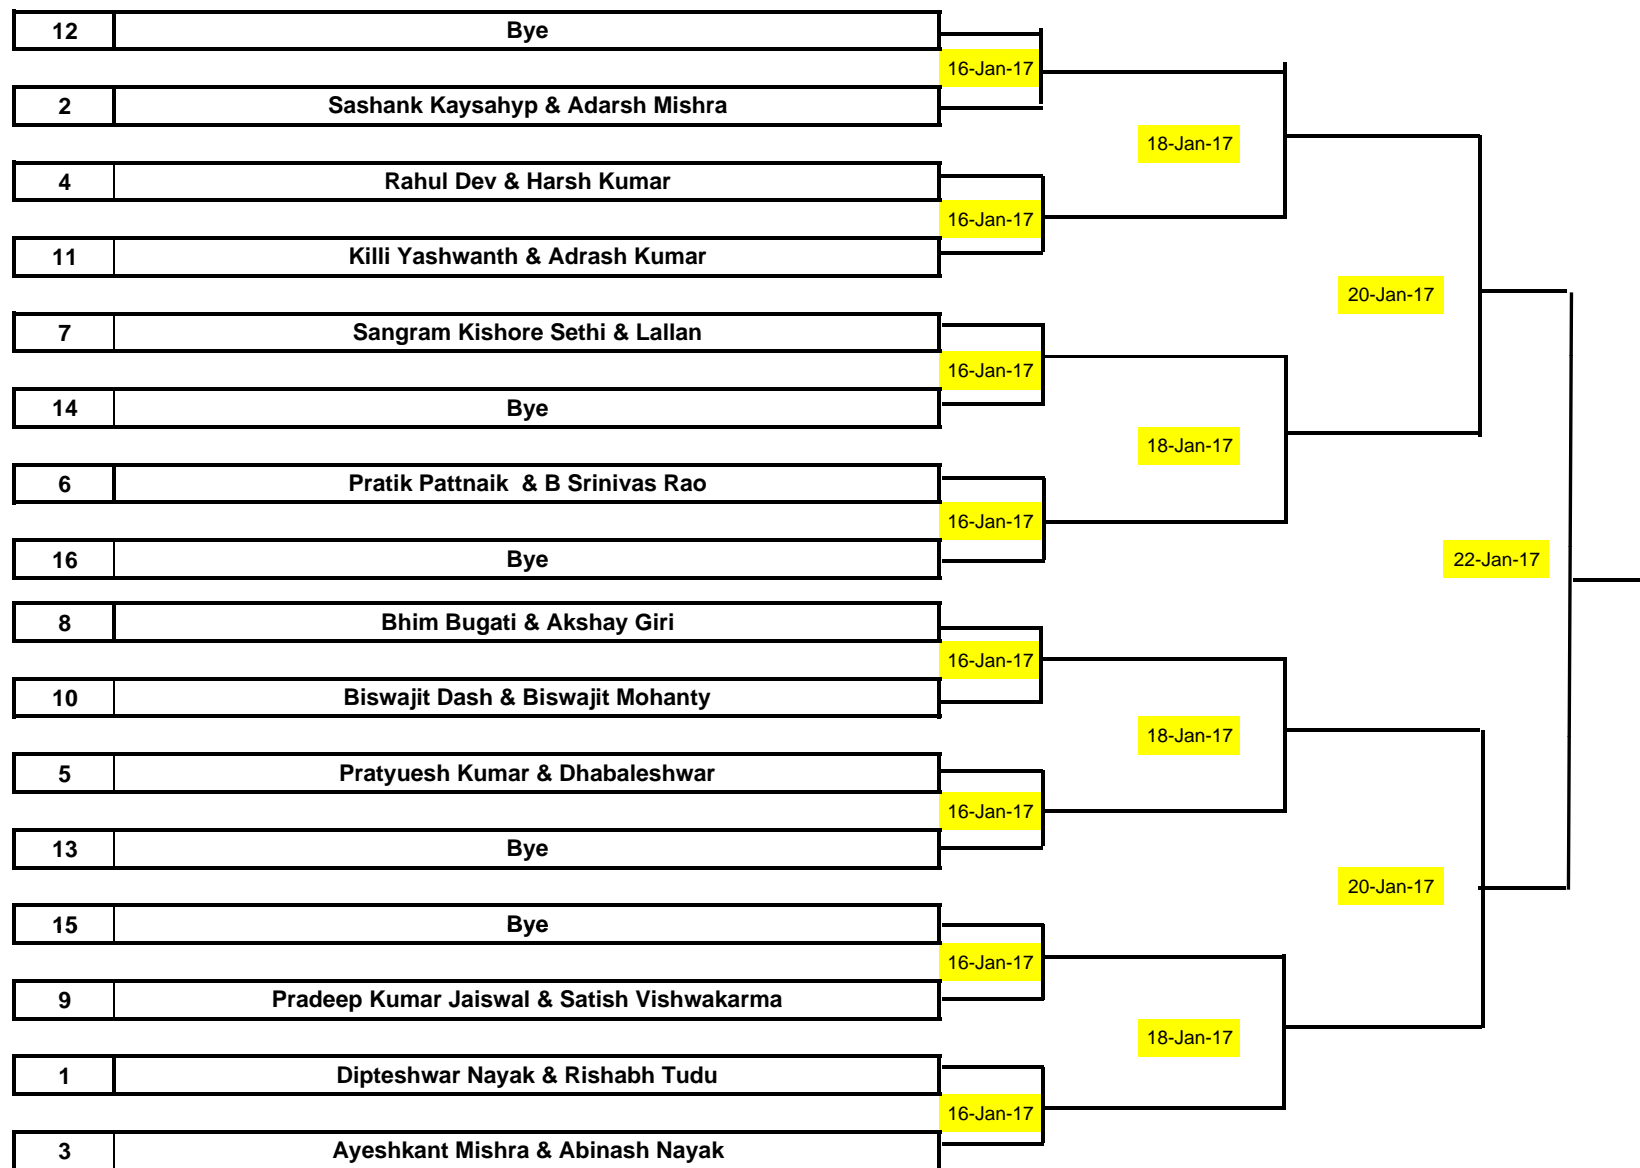 12 Bye
16-Jan-17
2 Sashank Kaysahyp & Adarsh Mishra
18-Jan-17
4 Rahul Dev & Harsh Kumar
16-Jan-17
11 Killi Yashwanth & Adrash Kumar
20-Jan-17
7 Sangram Kishore Sethi & Lallan
16-Jan-17
14 Bye
18-Jan-17
6 Pratik Pattnaik & B Srinivas Rao
16-Jan-17
16 Bye
22-Jan-17
8 Bhim Bugati & Akshay Giri
16-Jan-17
10 Biswajit Dash & Biswajit Mohanty
18-Jan-17
5 Pratyuesh Kumar & Dhabaleshwar
16-Jan-17
13 Bye
20-Jan-17
15 Bye
16-Jan-17
9 Pradeep Kumar Jaiswal & Satish Vishwakarma
18-Jan-17
1 Dipteshwar Nayak & Rishabh Tudu
16-Jan-17
3 Ayeshkant Mishra & Abinash Nayak